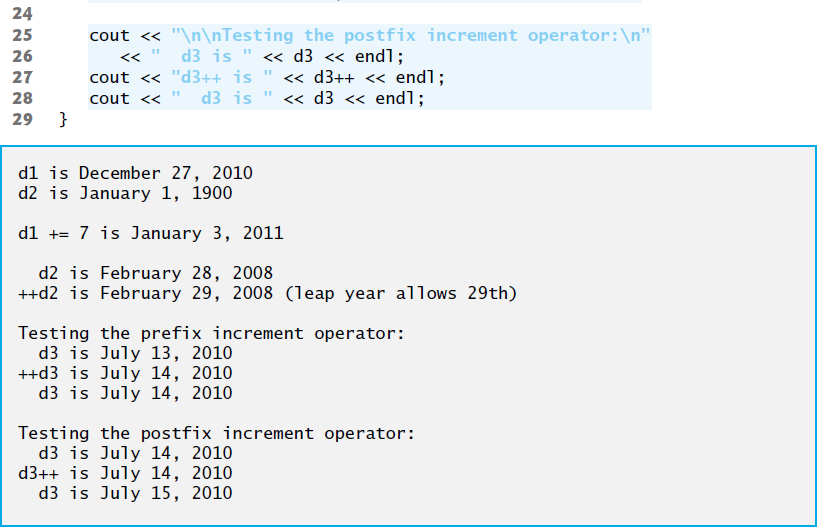 24
25 cout << "\n\nTesting the postfix increment operator:\n"
26 << " d3 is " << d3 << endl;
27 cout << "d3++ is " << d3++ << endl;
28 cout << " d3 is " << d3 << endl;
29 }
d1 is December 27, 2010
d2 is January 1, 1900
d1 += 7 is January 3, 2011
d2 is February 28, 2008
++d2 is February 29, 2008 (leap year allows 29th)
Testing the prefix increment operator:
d3 is July 13, 2010
++d3 is July 14, 2010
d3 is July 14, 2010
Testing the postfix increment operator:
d3 is July 14, 2010
d3++ is July 14, 2010
d3 is July 15, 2010